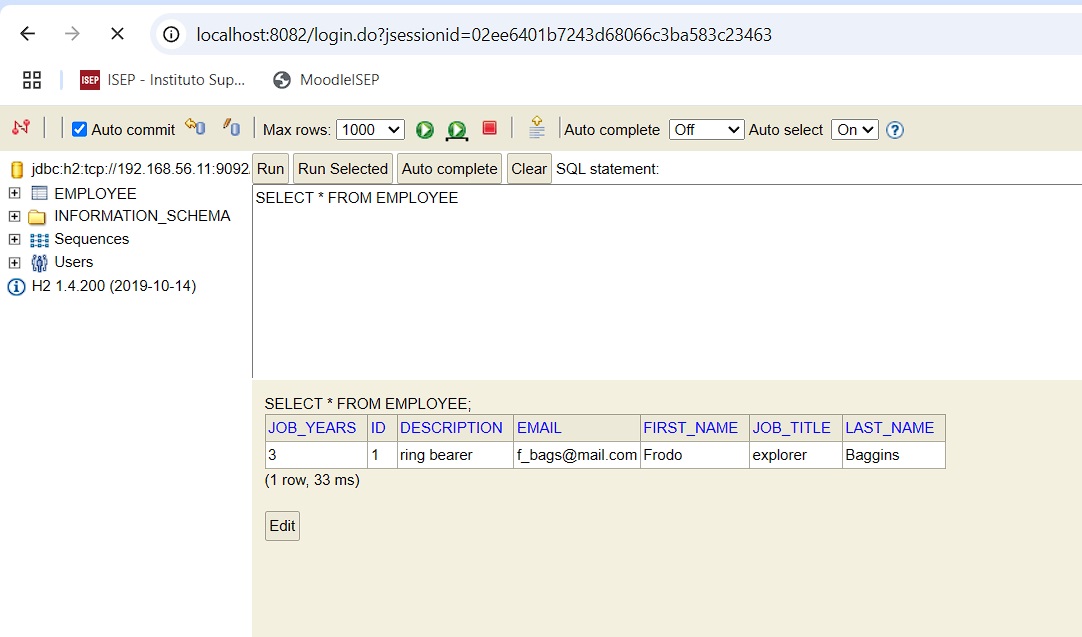 localhost:8082/login.do?jsessionid=02ee6401b7243d68066c3ba583c23463
ISEP ISEP - Instituto Sup... MoodleISEP
Auto commit Max rows: 1000 Auto complete Off Auto select On ?
jdbc:h2:tcp://192.168.56.11:9092
EMPLOYEE
INFORMATION_SCHEMA
Sequences
Users
H2 1.4.200 (2019-10-14)
Run Run Selected Auto complete Clear SQL statement:
SELECT * FROM EMPLOYEE
SELECT * FROM EMPLOYEE;
JOB_YEARS ID DESCRIPTION EMAIL FIRST_NAME JOB_TITLE LAST_NAME
3 1 ring bearer f_bags@mail.com Frodo explorer Baggins
(1 row, 33 ms)
Edit